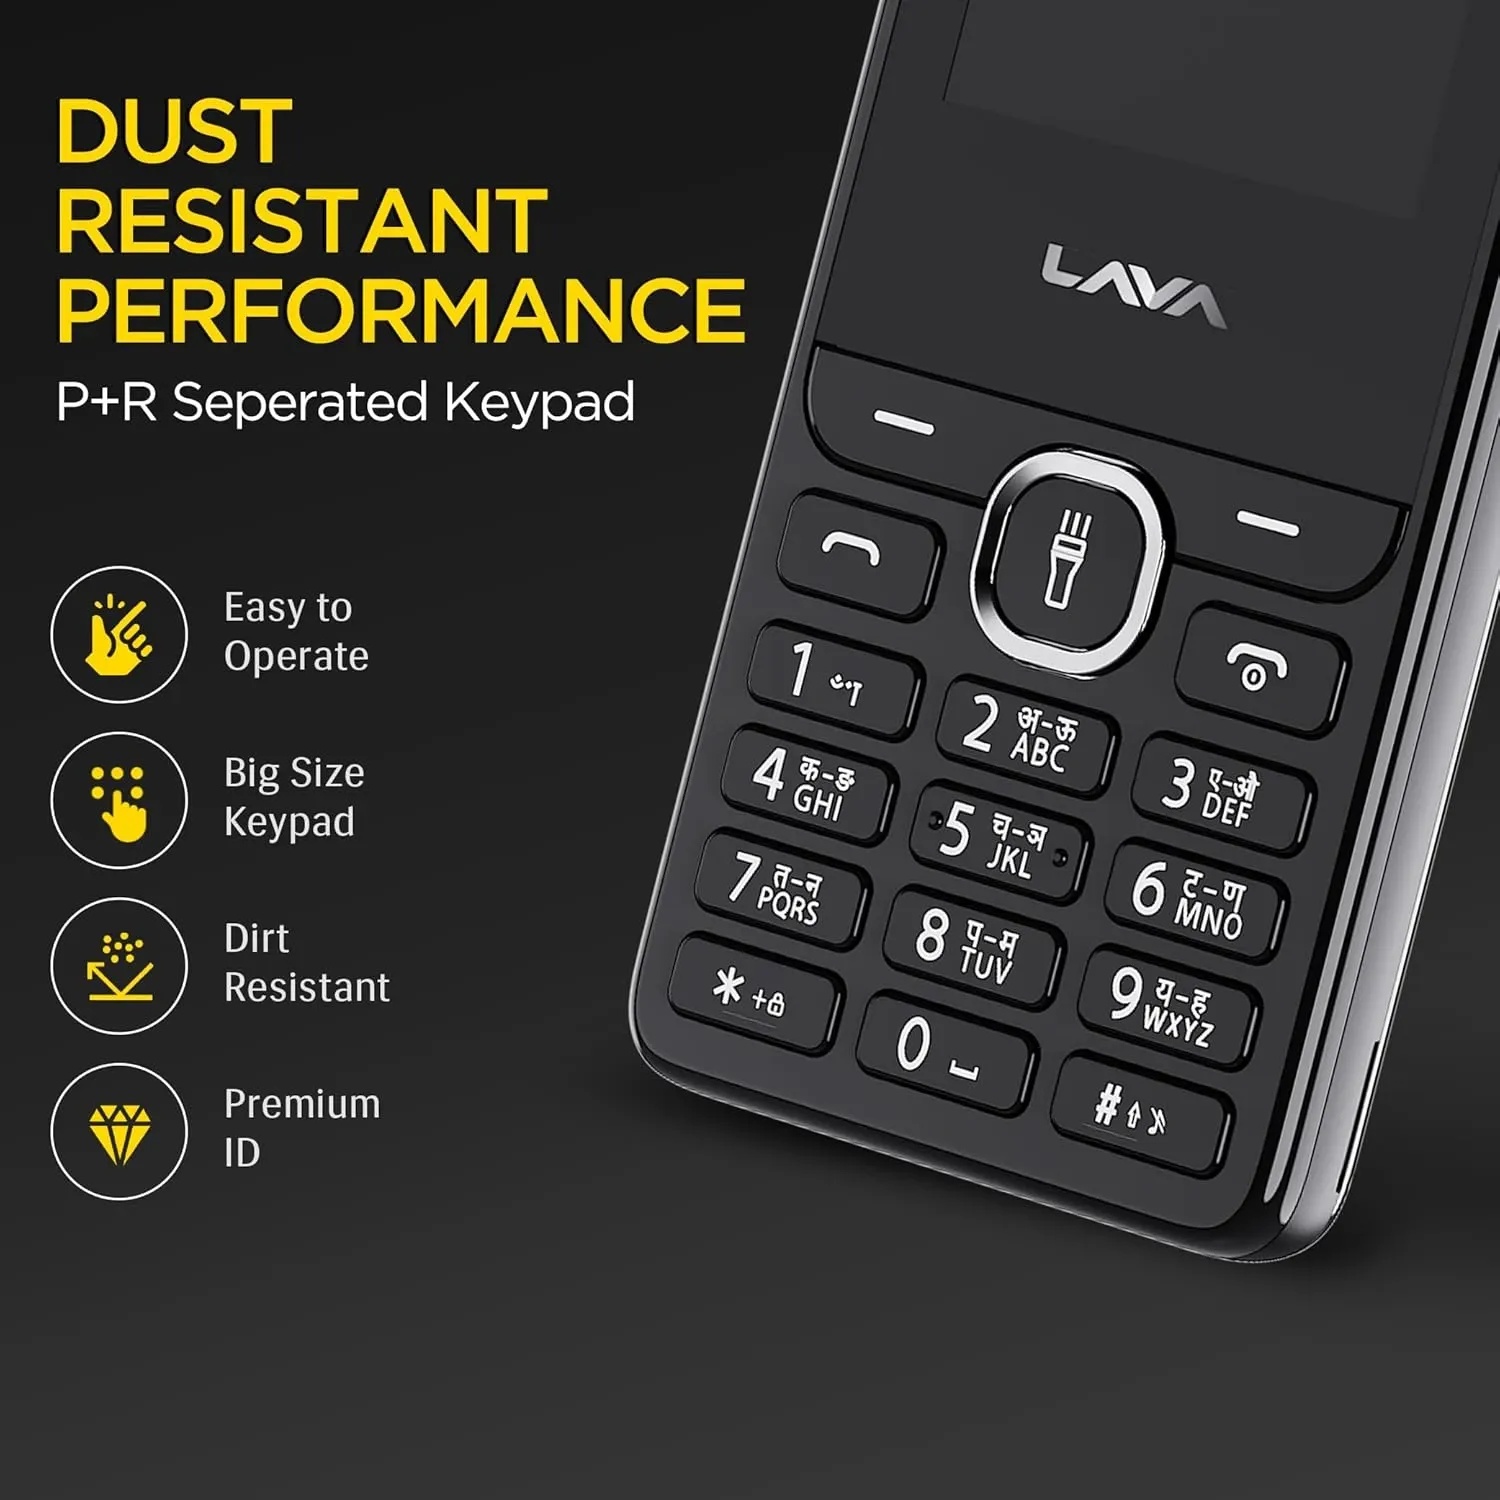 DUST
RESISTANT
PERFORMANCE
P+R Seperated Keypad
Easy to
Operate
Big Size
Keypad
Dirt
Resistant
Premium
ID
LAVA
1
2 अ-ऊ
ABC
3 ए-औ
DEF
4 क-ङ
GHI
5 च-ञ
JKL
6 ट-ण
MNO
7 त-न
PQRS
8 प-म
TUV
9 य-ह
WXYZ
* +
0
#